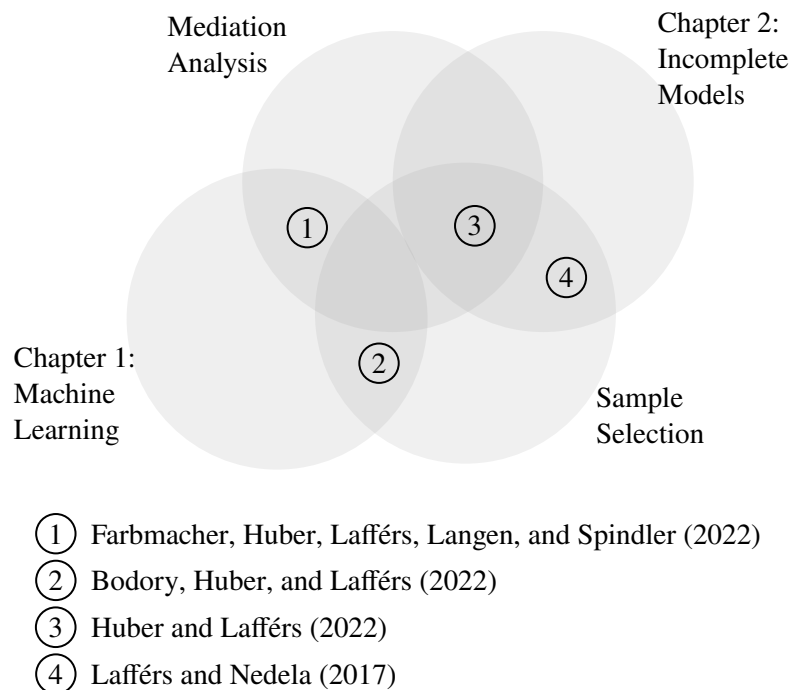 Mediation
Analysis
Chapter 2:
Incomplete
Models
1
3
4
Chapter 1:
Machine
Learning
2
Sample
Selection
1 Farbmacher, Huber, Lafférs, Langen, and Spindler (2022)
2 Bodory, Huber, and Lafférs (2022)
3 Huber and Lafférs (2022)
4 Lafférs and Nedela (2017)